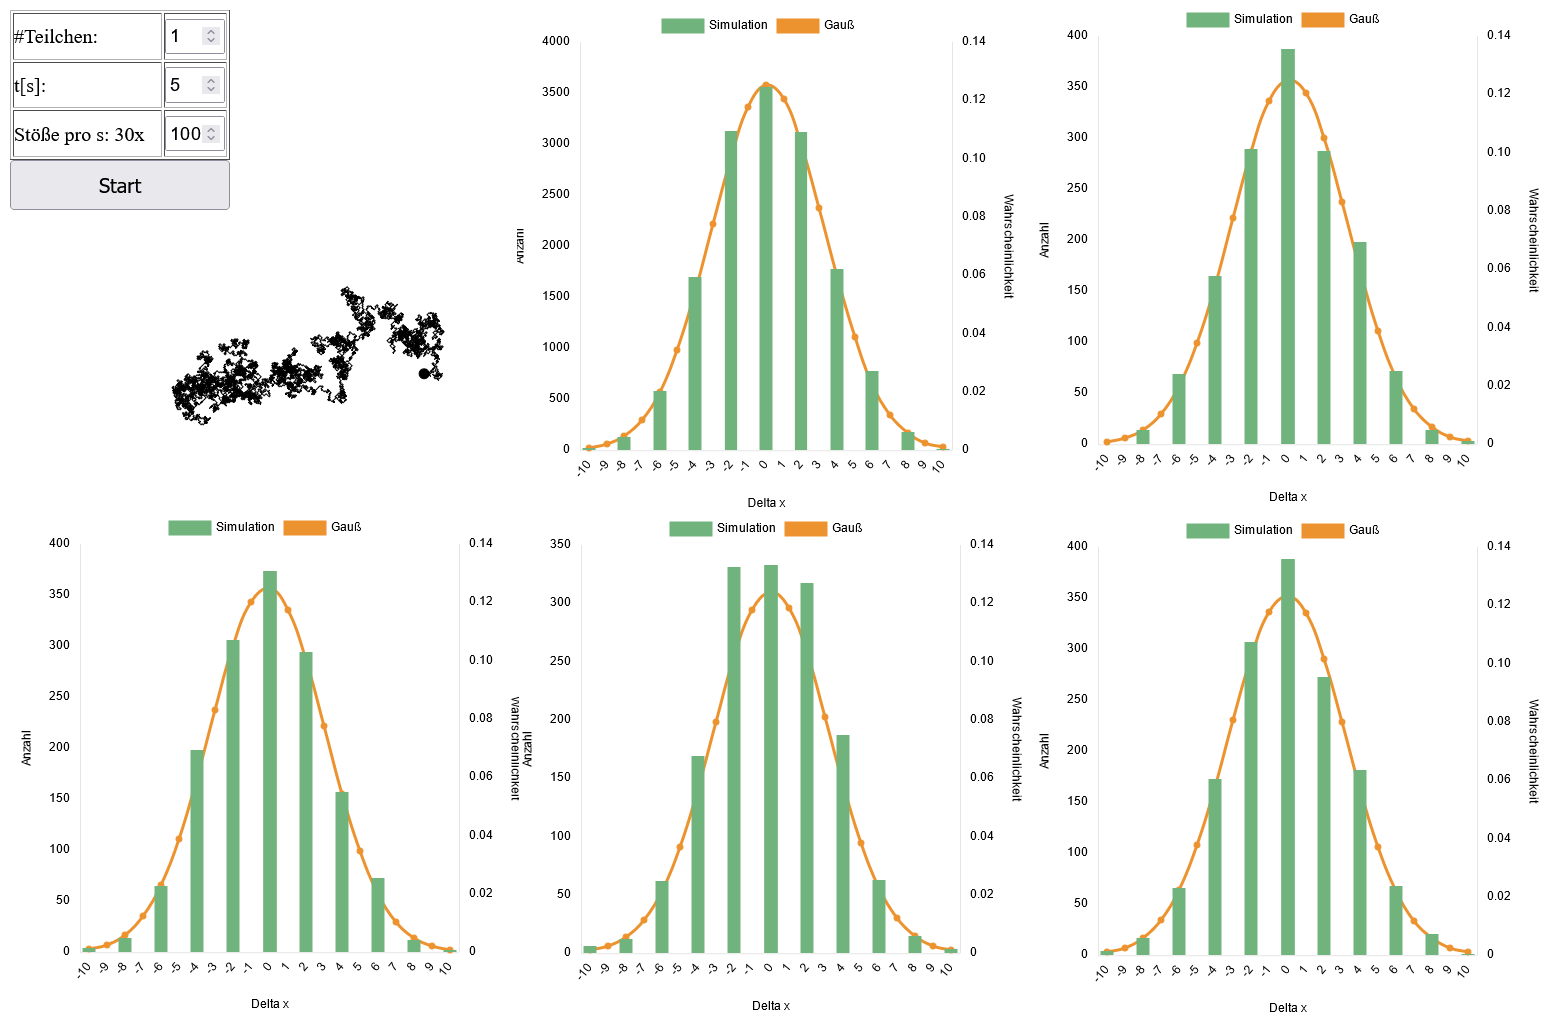 #Teilchen: 1
t[s]: 5
Stöße pro s: 30x 100
Start
Simulation Gauß
4000 3500 3000 2500 2000 1500 1000 500 0
Anzahl
0.14 0.12 0.10 0.08 0.06 0.04 0.02 0
Wahrscheinlichkeit
-10 -9 -8 -7 -6 -5 -4 -3 -2 -1 0 1 2 3 4 5 6 7 8 9 10
Delta x
Simulation Gauß
400 350 300 250 200 150 100 50 0
Anzahl
0.14 0.12 0.10 0.08 0.06 0.04 0.02 0
Wahrscheinlichkeit
-10 -9 -8 -7 -6 -5 -4 -3 -2 -1 0 1 2 3 4 5 6 7 8 9 10
Delta x
Simulation Gauß
400 350 300 250 200 150 100 50 0
Anzahl
0.14 0.12 0.10 0.08 0.06 0.04 0.02 0
Wahrscheinlichkeit
-10 -9 -8 -7 -6 -5 -4 -3 -2 -1 0 1 2 3 4 5 6 7 8 9 10
Delta x
Simulation Gauß
350 300 250 200 150 100 50 0
Anzahl
0.14 0.12 0.10 0.08 0.06 0.04 0.02 0
Wahrscheinlichkeit
-10 -9 -8 -7 -6 -5 -4 -3 -2 -1 0 1 2 3 4 5 6 7 8 9 10
Delta x
Simulation Gauß
400 350 300 250 200 150 100 50 0
Anzahl
0.14 0.12 0.10 0.08 0.06 0.04 0.02 0
Wahrscheinlichkeit
-10 -9 -8 -7 -6 -5 -4 -3 -2 -1 0 1 2 3 4 5 6 7 8 9 10
Delta x